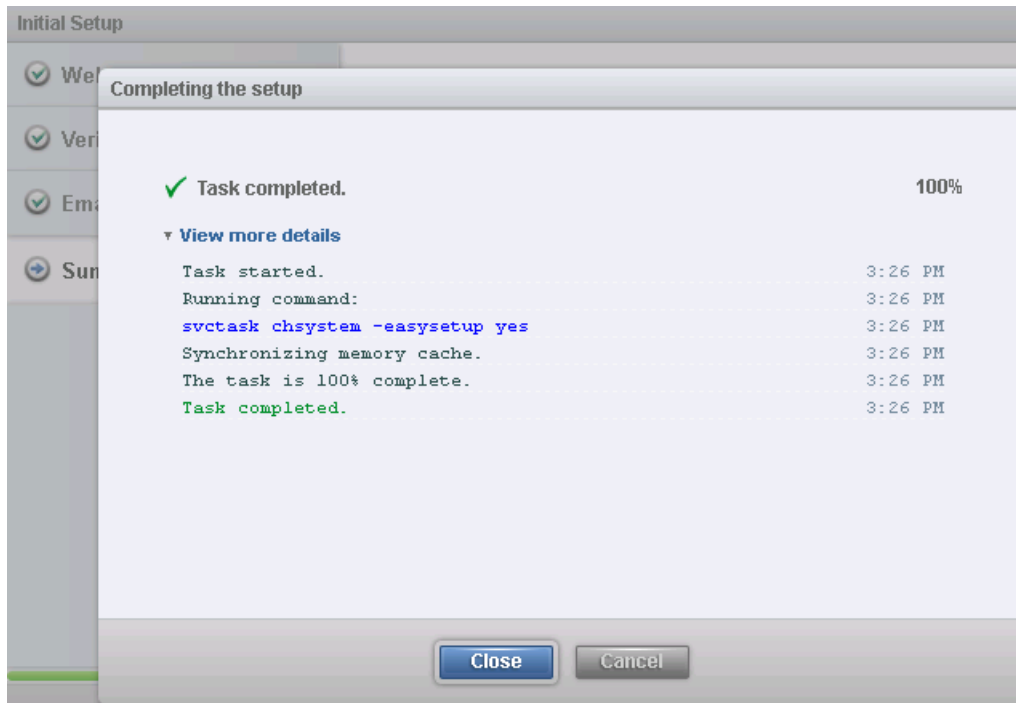 Initial Setup
Completing the setup
Task completed. 100%
View more details
Task started. 3:26 PM
Running command: 3:26 PM
svctask chsystem -easysetup yes 3:26 PM
Synchronizing memory cache. 3:26 PM
The task is 100% complete. 3:26 PM
Task completed. 3:26 PM
Close Cancel